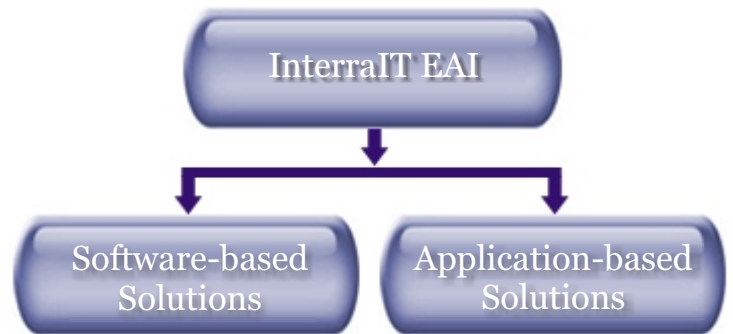 InterraIT EAI
Software-based
Solutions
Application-based
Solutions